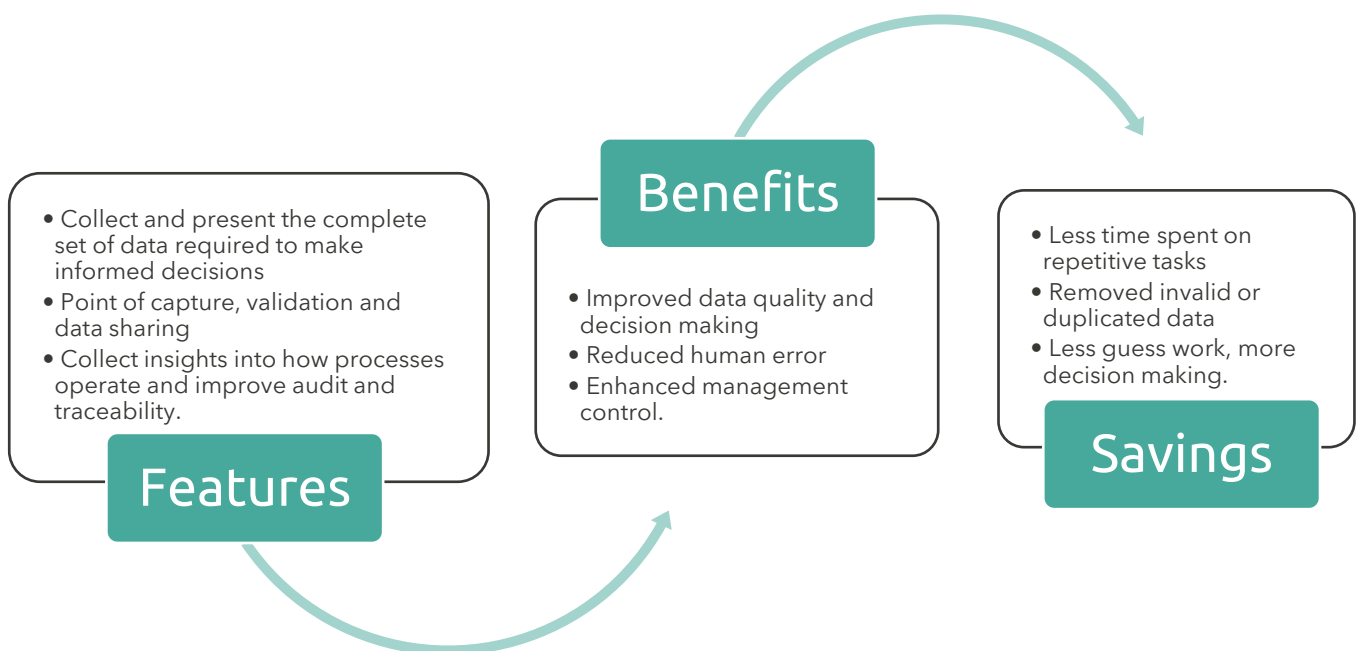 • Collect and present the complete
set of data required to make
informed decisions
• Point of capture, validation and
data sharing
• Collect insights into how processes
operate and improve audit and
traceability.
Features
Benefits
• Improved data quality and
decision making
• Reduced human error
• Enhanced management
control.
• Less time spent on
repetitive tasks
• Removed invalid or
duplicated data
• Less guess work, more
decision making.
Savings